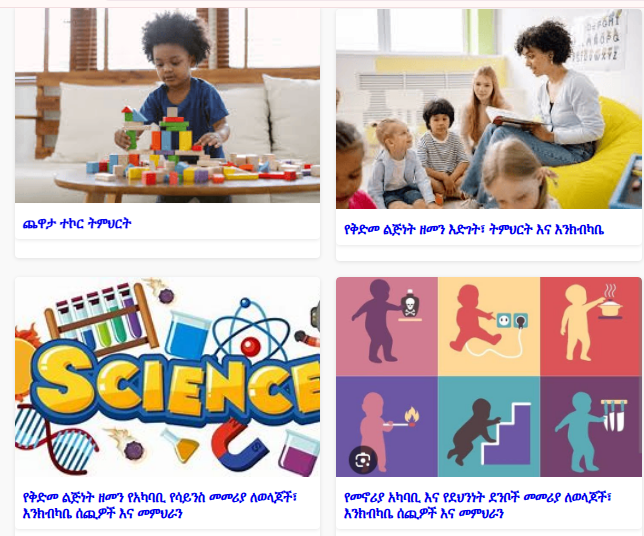 ጨዋታ ተኮር ትምህርት
የቅድመ ልጅነት ዘመን እድገት፣ ትምህርት እና እንክብካቤ
SCIENCE
የቅድመ ልጅነት ዘመን የአካባቢ የሳይንስ መመሪያ ለወላጆች፣
እንክብካቤ ሰጪዎች እና መምህራን
የመኖሪያ አካባቢ እና የደህንነት ደንቦች መመሪያ ለወላጆች፣
እንክብካቤ ሰጪዎች እና መምህራን